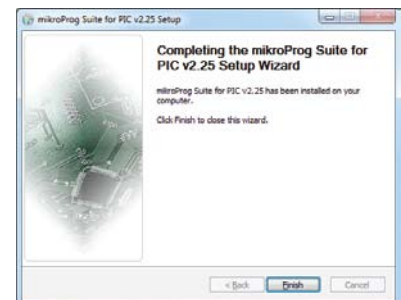 mikroProg Suite for PIC v2.25 Setup
Completing the mikroProg Suite for
PIC v2.25 Setup Wizard
mikroProg Suite for PIC v2.25 has been installed on your
computer.
Click Finish to close this wizard.
< Back
Finish
Cancel